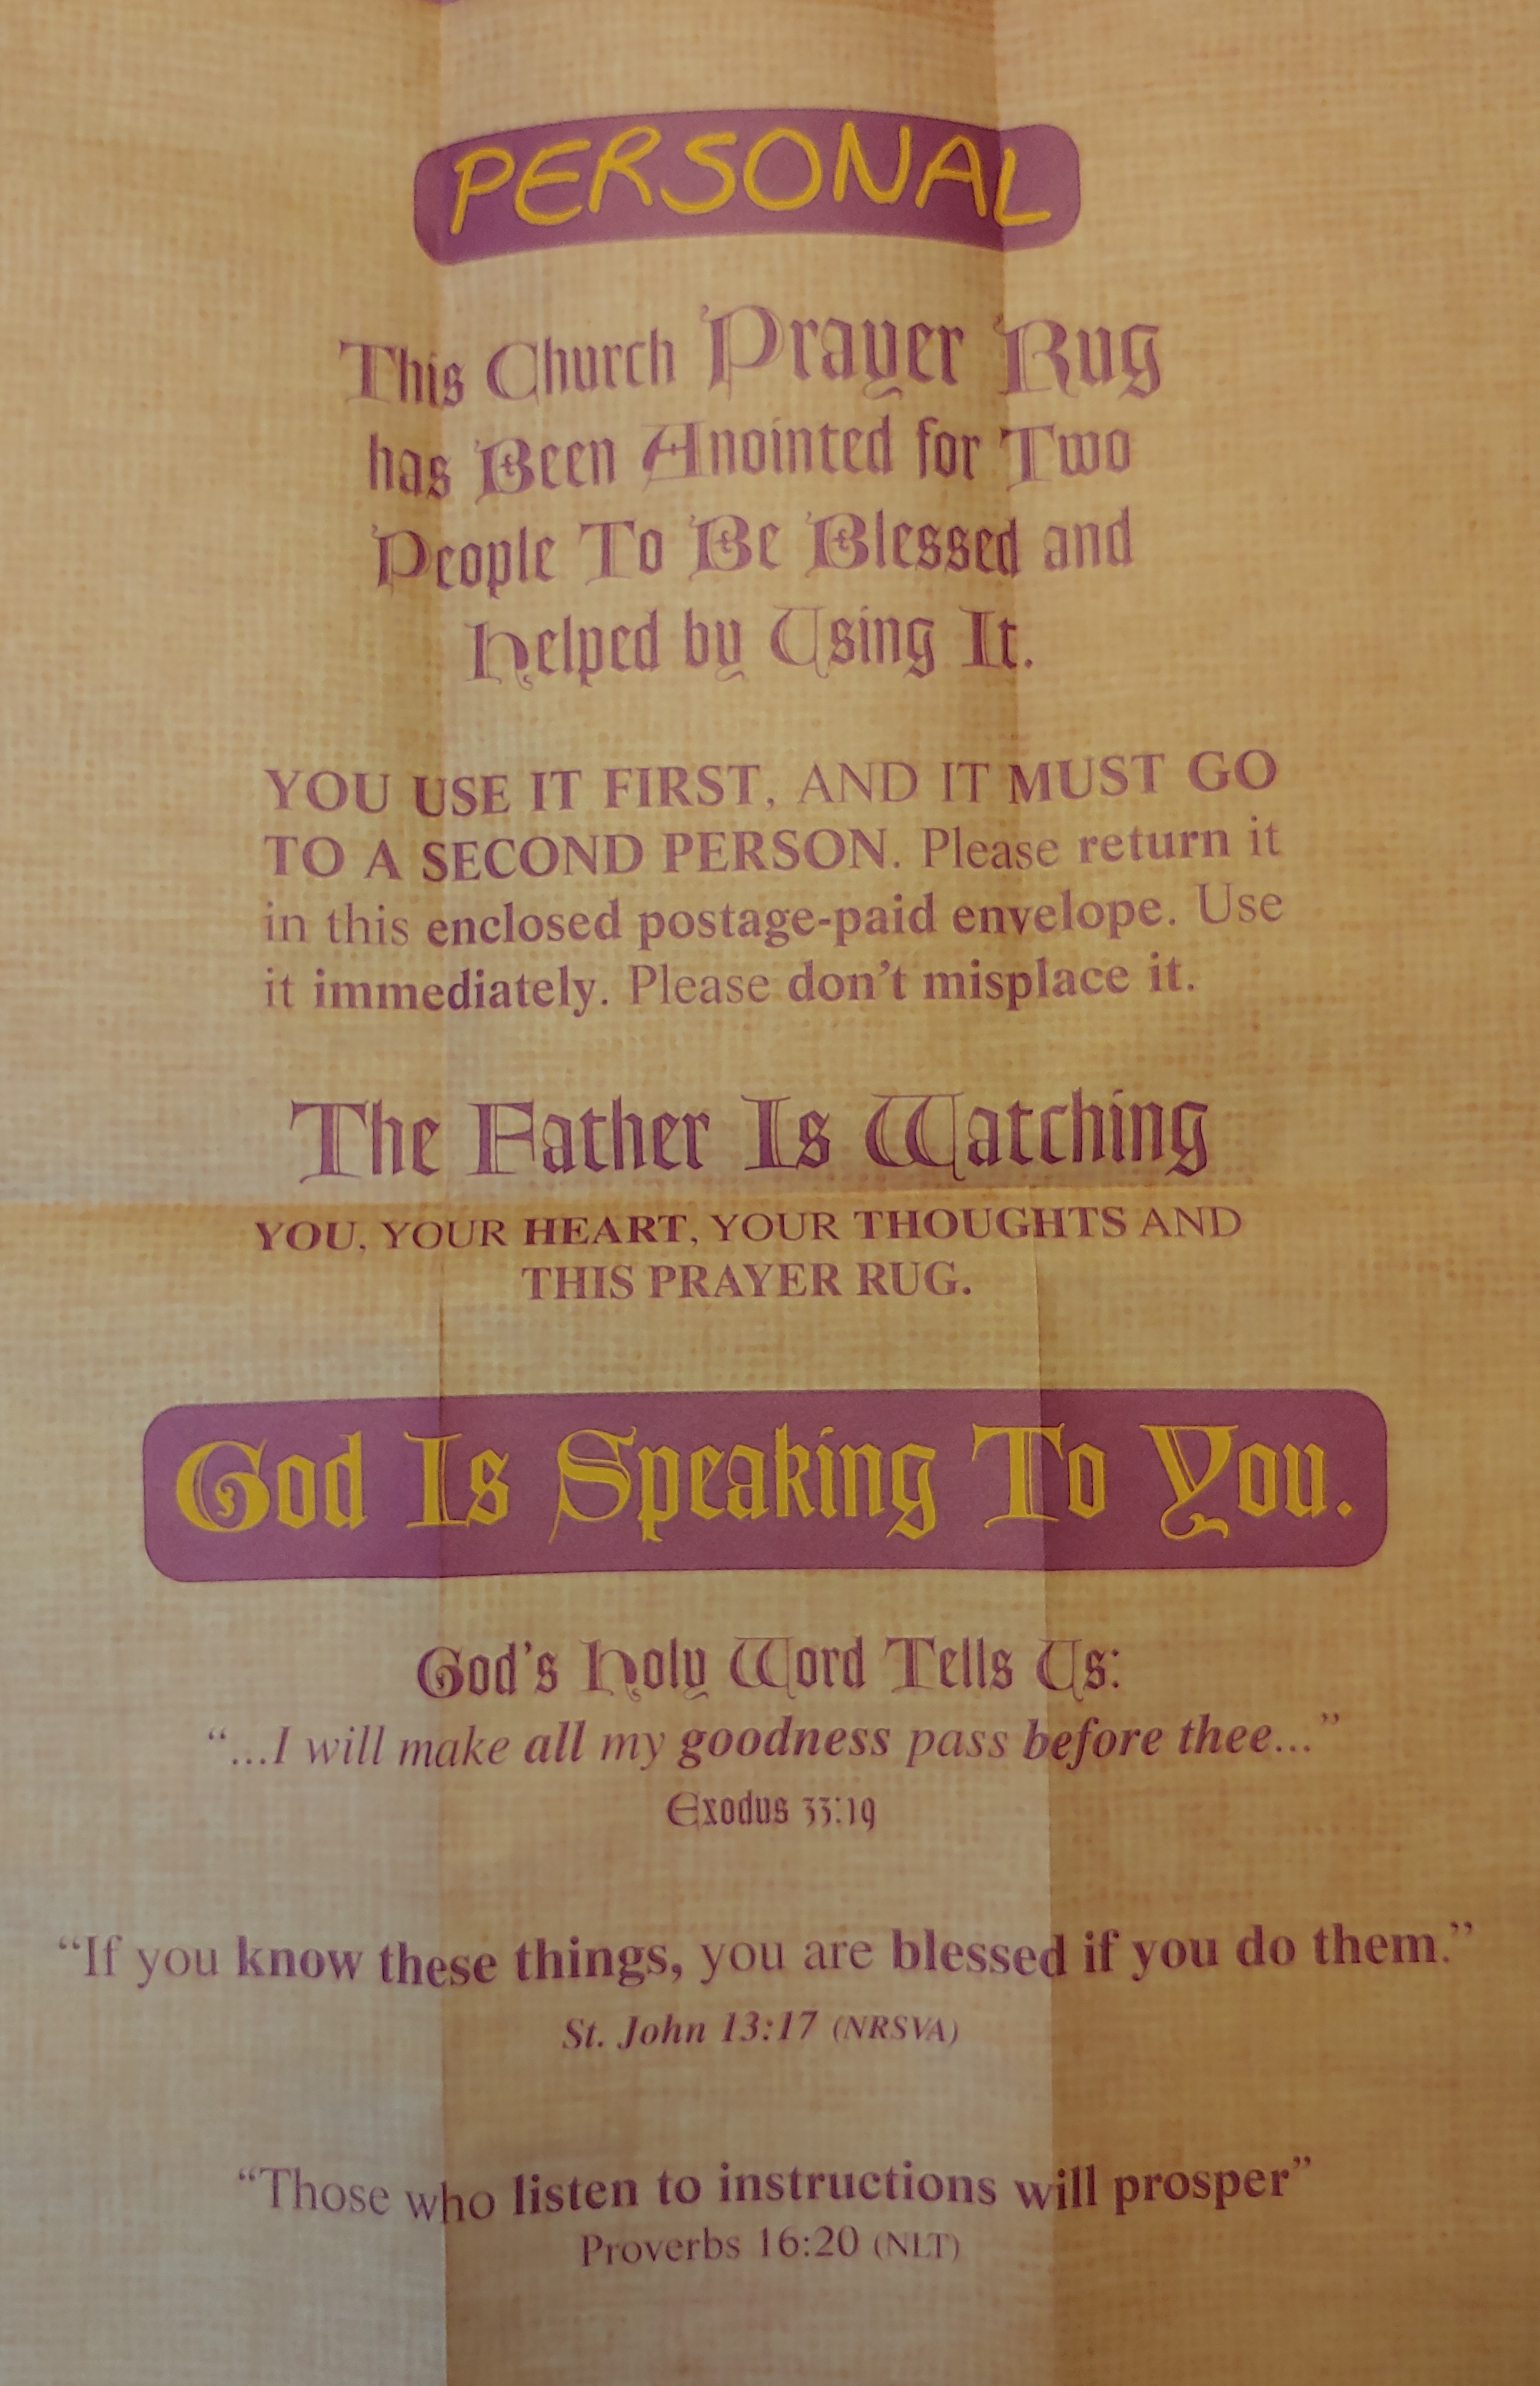 PERSONAL
This Church Prayer Rug
has Been Anointed for Two
People To Be Blessed and
Helped by Using It.
YOU USE IT FIRST, AND IT MUST GO
TO A SECOND PERSON. Please return it
in this enclosed postage-paid envelope. Use
it immediately. Please don't misplace it.
The Father Is Watching
YOU, YOUR HEART, YOUR THOUGHTS AND
THIS PRAYER RUG.
God Is Speaking To You.
God's Holy Word Tells Us:
“...I will make all my goodness pass before thee...”
Exodus 33:19
“If you know these things, you are blessed if you do them.”
St. John 13:17 (NRSVA)
“Those who listen to instructions will prosper”
Proverbs 16:20 (NLT)